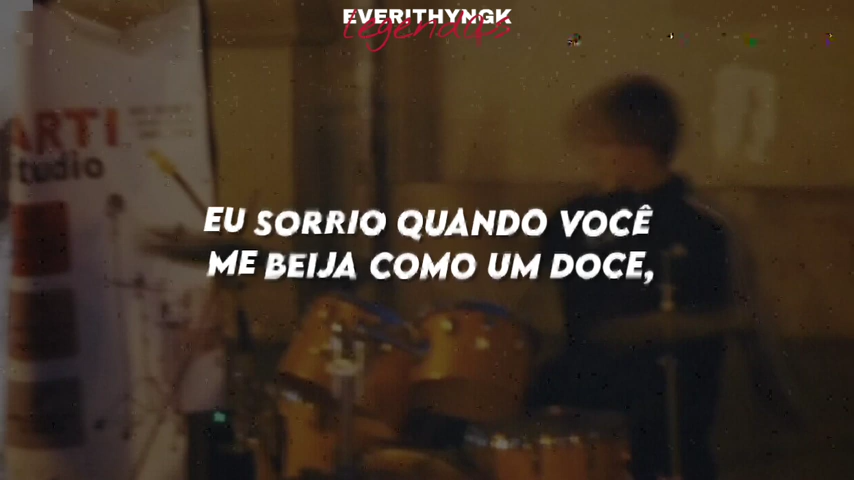 EVERITHYNGK
legendas
ARTI
tudio
EU SORRIO QUANDO VOCÊ
ME BEIJA COMO UM DOCE,